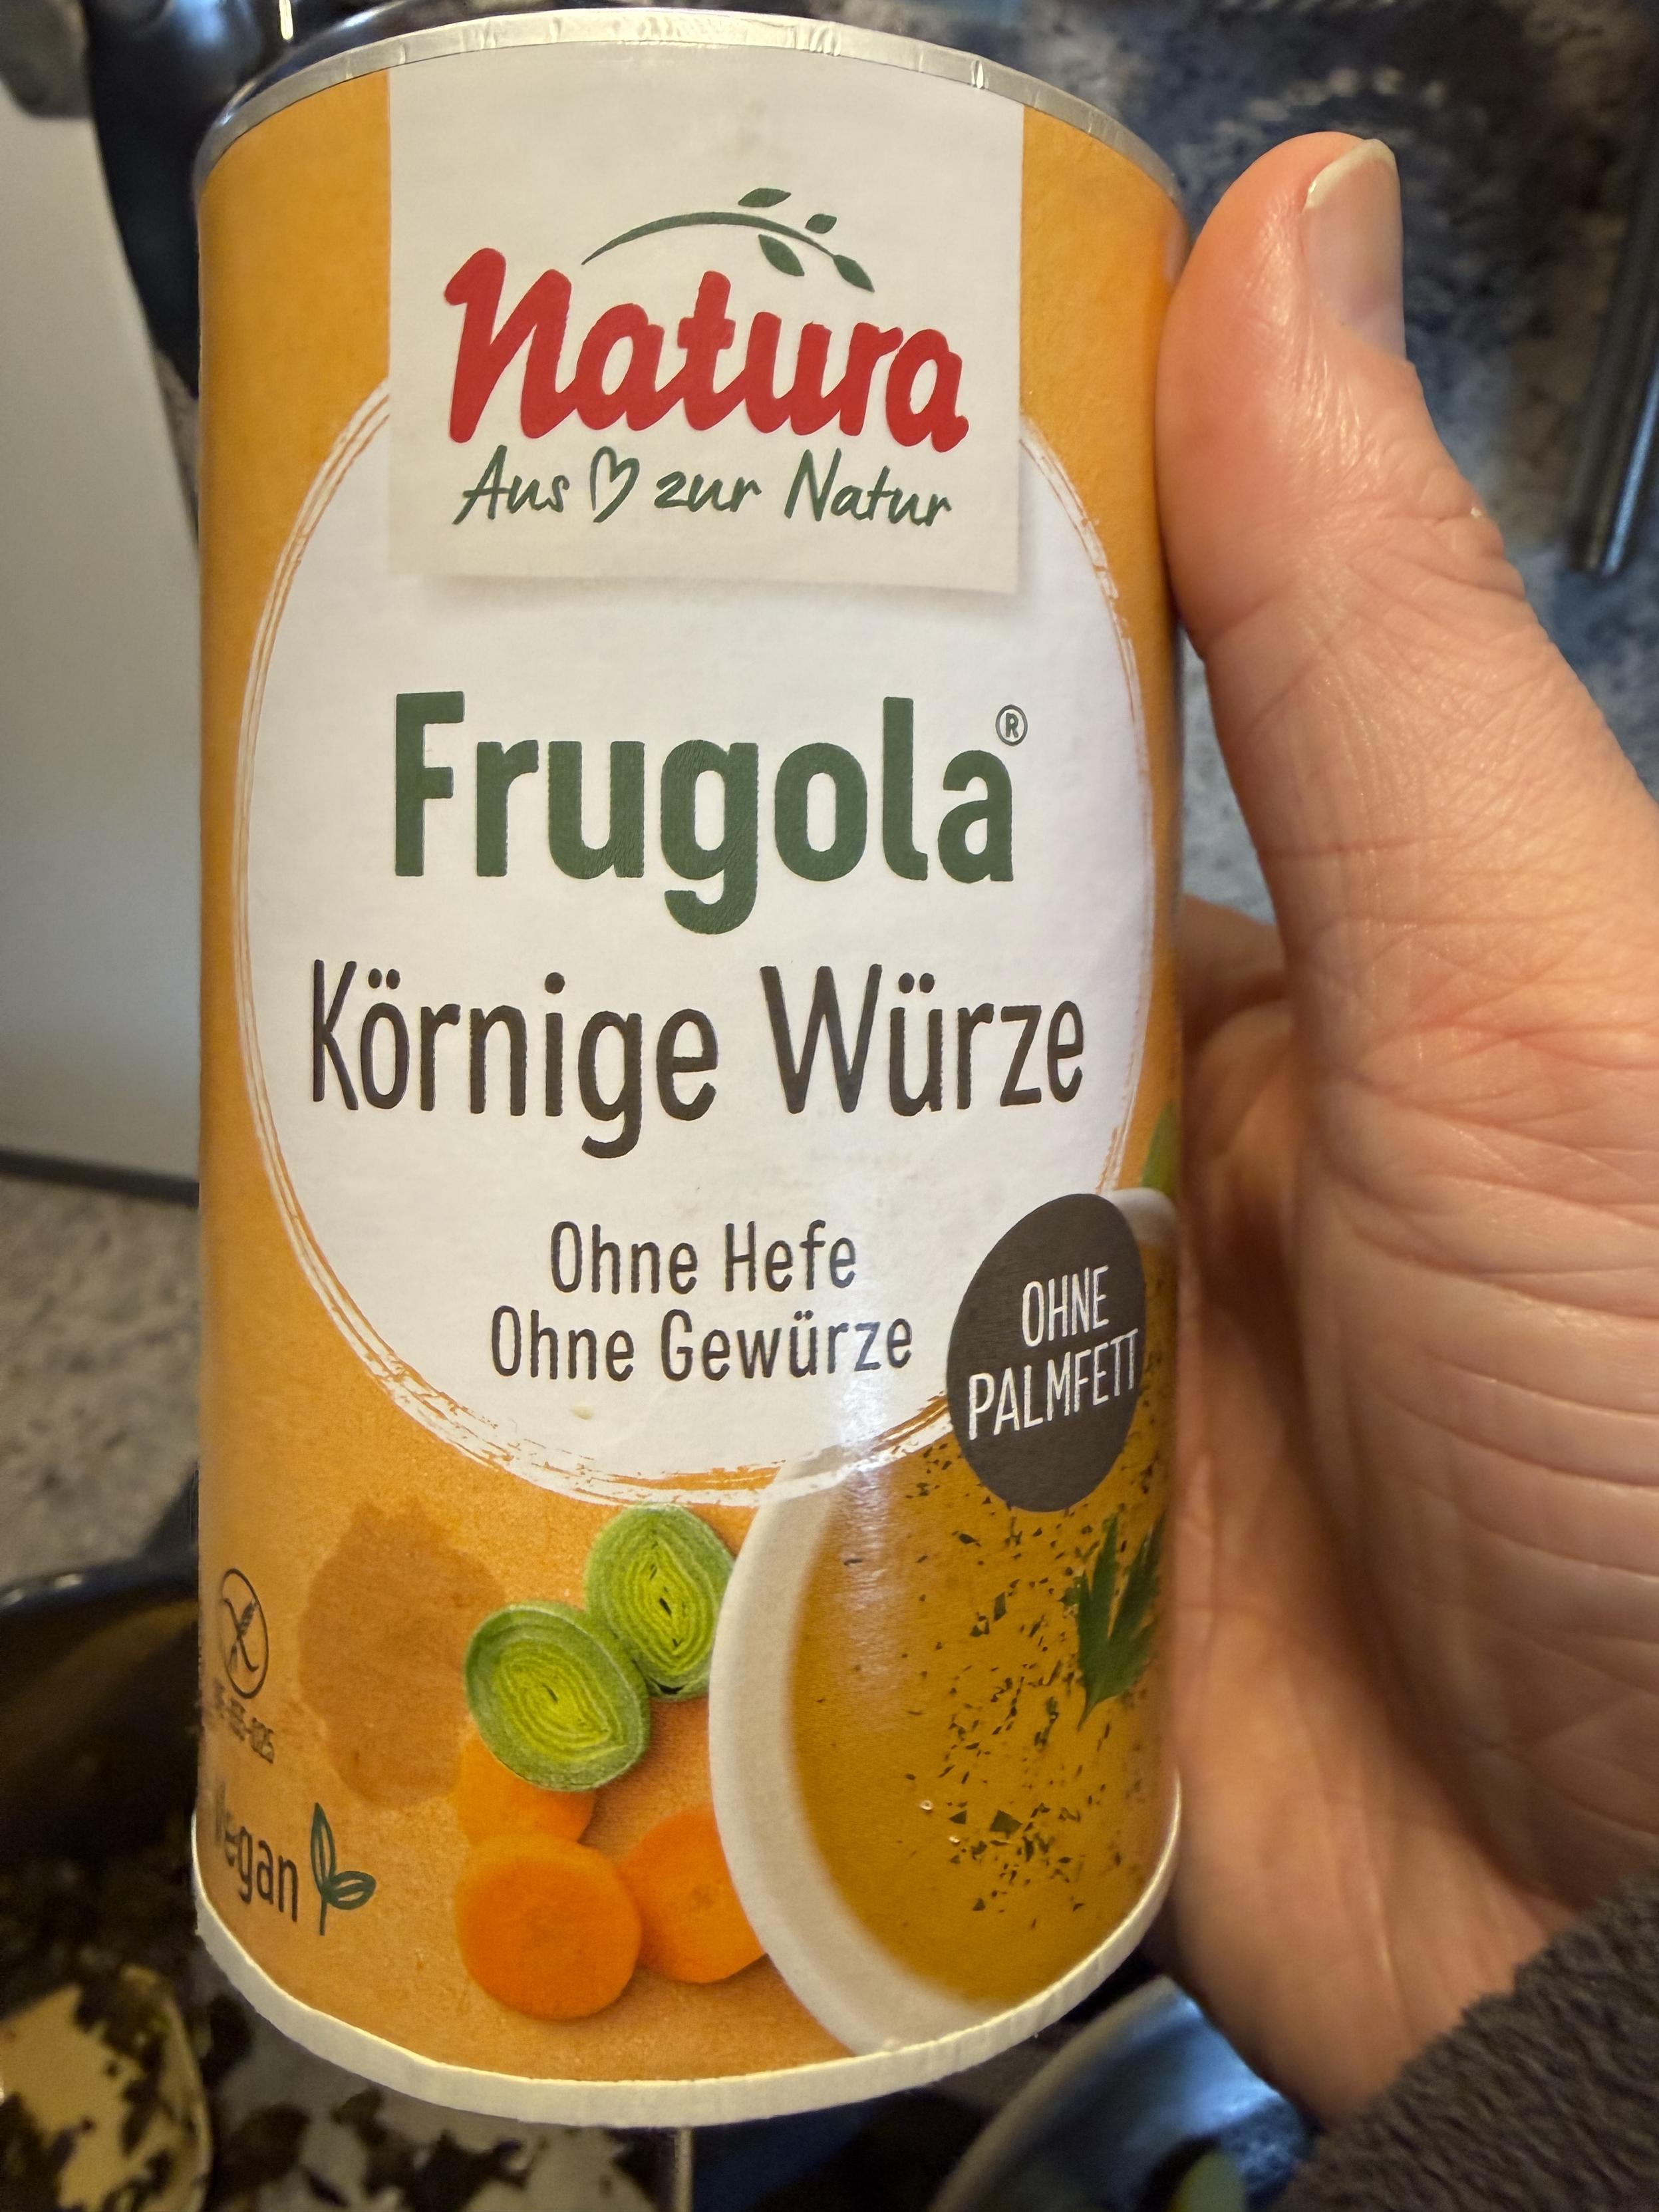 Natura
Aus ♡ zur Natur
Frugola®
Körnige Würze
Ohne Hefe
Ohne Gewürze
OHNE
PALMFETT
Vegan